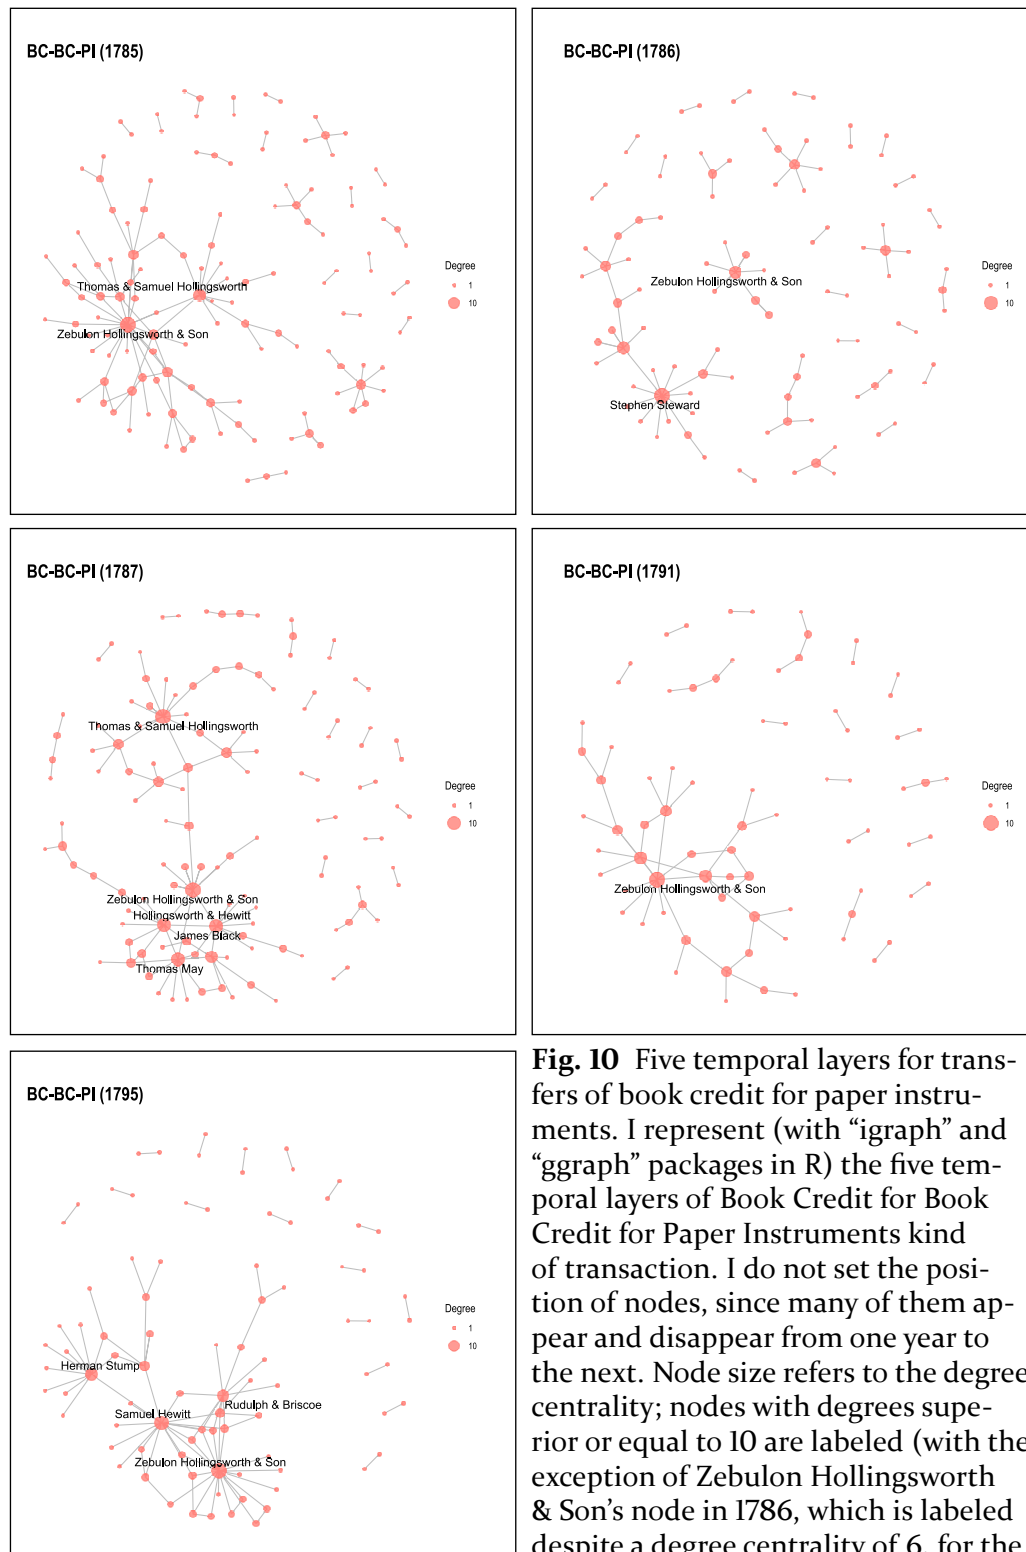 BC-BC-PI (1785)
Thomas & Samuel Hollingsworth
Zebulon Hollingsworth & Son
Degree
1
10
BC-BC-PI (1786)
Zebulon Hollingsworth & Son
Stephen Steward
Degree
1
10
BC-BC-PI (1787)
Thomas & Samuel Hollingsworth
Zebulon Hollingsworth & Son
Hollingsworth & Hewitt
James Black
Thomas May
Degree
1
10
BC-BC-PI (1791)
Zebulon Hollingsworth & Son
Degree
1
10
BC-BC-PI (1795)
Herman Stump
Rudulph & Briscoe
Samuel Hewitt
Zebulon Hollingsworth & Son
Degree
1
10
Fig. 10 Five temporal layers for trans-
fers of book credit for paper instru-
ments. I represent (with “igraph” and
“ggraph” packages in R) the five tem-
poral layers of Book Credit for Book
Credit for Paper Instruments kind
of transaction. I do not set the posi-
tion of nodes, since many of them ap-
pear and disappear from one year to
the next. Node size refers to the degree
centrality; nodes with degrees supe-
rior or equal to 10 are labeled (with the
exception of Zebulon Hollingsworth
& Son’s node in 1786, which is labeled
despite a degree centrality of 6, for the